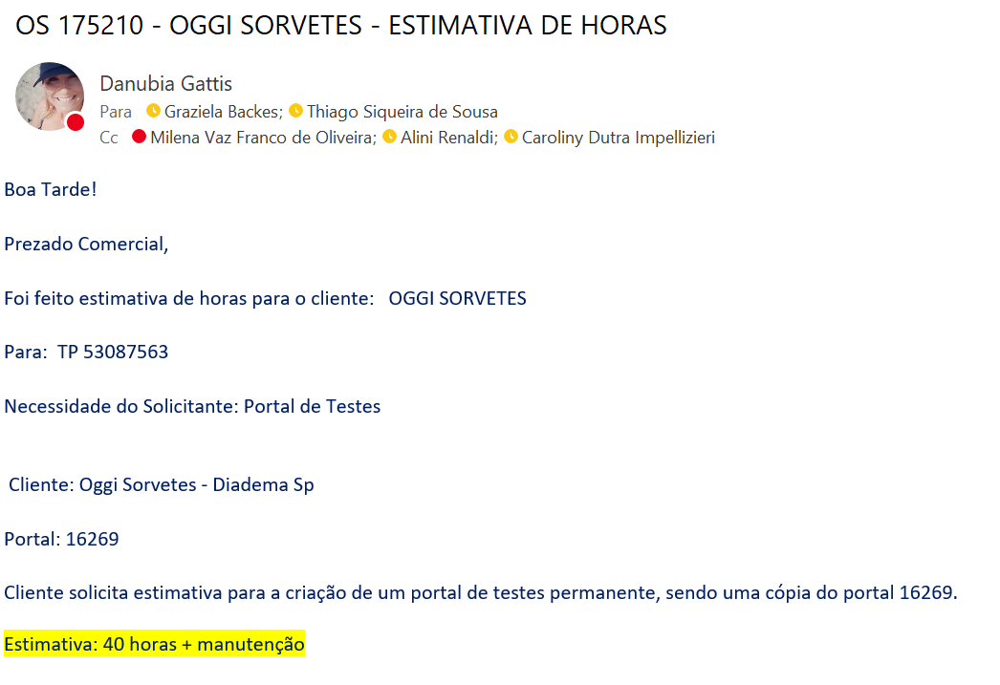 OS 175210 - OGGI SORVETES - ESTIMATIVA DE HORAS
Danubia Gattis
Para Graziela Backes; Thiago Siqueira de Sousa
Cc Milena Vaz Franco de Oliveira; Alini Renaldi; Caroliny Dutra Impellizieri
Boa Tarde!
Prezado Comercial,
Foi feito estimativa de horas para o cliente: OGGI SORVETES
Para: TP 53087563
Necessidade do Solicitante: Portal de Testes
Cliente: Oggi Sorvetes - Diadema Sp
Portal: 16269
Cliente solicita estimativa para a criação de um portal de testes permanente, sendo uma cópia do portal 16269.
Estimativa: 40 horas + manutenção